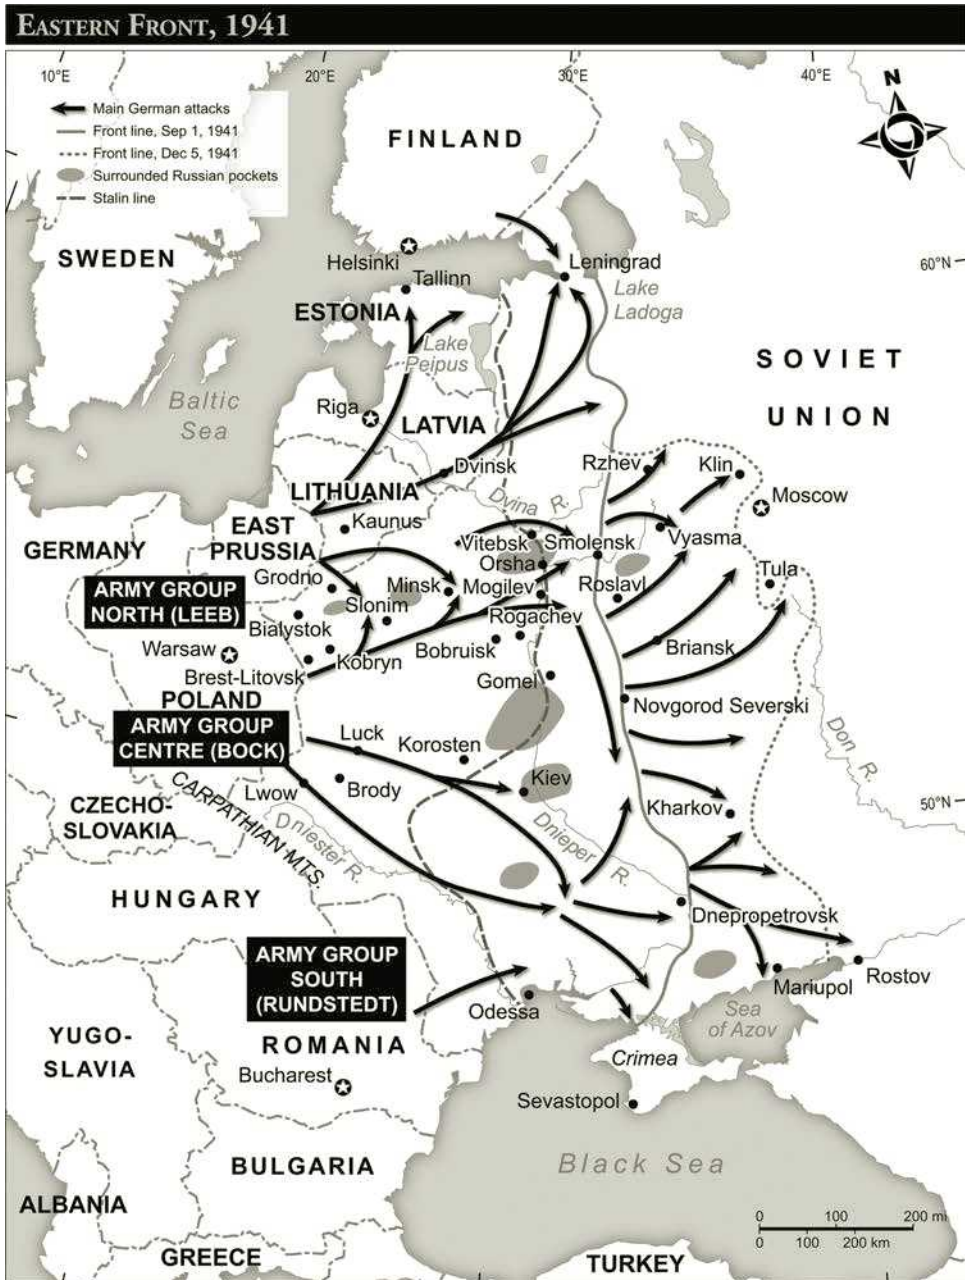 EASTERN FRONT, 1941
10°E
20°E
30°E
40°E
N
Main German attacks
Front line, Sep 1, 1941
Front line, Dec 5, 1941
Surrounded Russian pockets
Stalin line
FINLAND
SWEDEN
Helsinki
Leningrad
60°N
Tallinn
Lake
Ladoga
ESTONIA
Lake
Peipus
SOVIET
UNION
Baltic
Sea
Riga
LATVIA
Dvinsk
Rzhev
Klin
LITHUANIA
Dvina R.
Moscow
EAST
PRUSSIA
Kaunus
GERMANY
Vitebsk
Smolensk
Vyasma
Orsha
Tula
Grodno
Minsk
Mogilev
Roslavl
ARMY GROUP
NORTH (LEEB)
Slonim
Rogachev
Bialystok
Warsaw
Kobryn
Bobruisk
Briansk
Brest-Litovsk
Gomel
POLAND
Novgorod Severski
ARMY GROUP
CENTRE (BOCK)
Luck
Korosten
Don R.
Lwow
Brody
Kiev
50°N
CZECHO-
SLOVAKIA
CARPATHIAN MTS.
Dniester R.
Dnieper R.
Kharkov
HUNGARY
Dnepropetrovsk
ARMY GROUP
SOUTH
(RUNDSTEDT)
Odessa
Mariupol
Rostov
Sea
of Azov
YUGO-
SLAVIA
ROMANIA
Crimea
Bucharest
Sevastopol
BULGARIA
Black Sea
ALBANIA
0 100 200 mi
0 100 200 km
GREECE
TURKEY